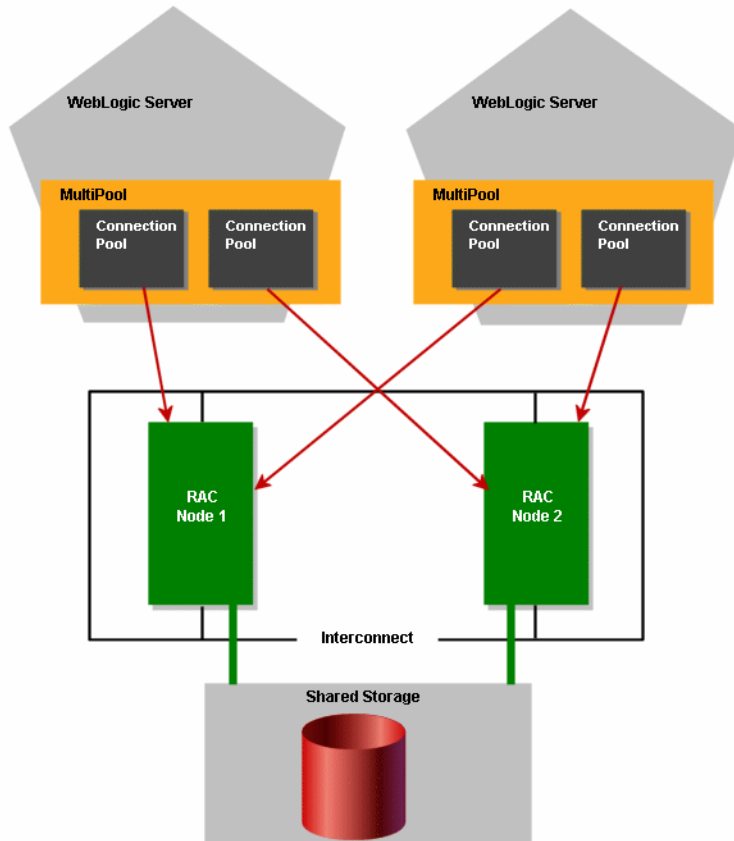 WebLogic Server
WebLogic Server
MultiPool
MultiPool
Connection
Pool
Connection
Pool
Connection
Pool
Connection
Pool
RAC
Node 1
RAC
Node 2
Interconnect
Shared Storage